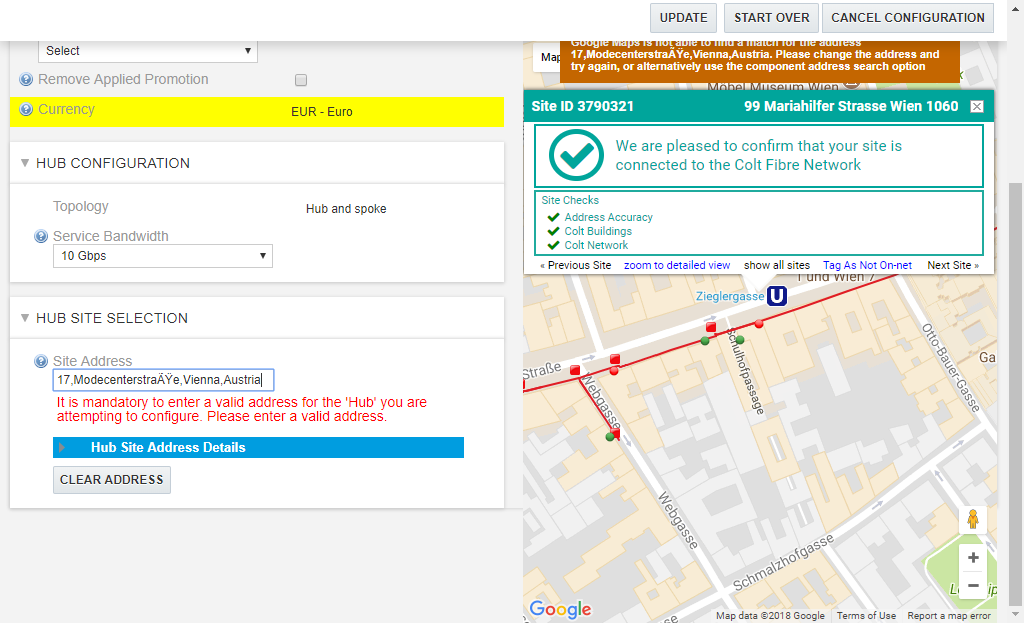 UPDATE
START OVER
CANCEL CONFIGURATION
Select
Remove Applied Promotion
Currency
EUR - Euro
HUB CONFIGURATION
Topology
Hub and spoke
Service Bandwidth
10 Gbps
HUB SITE SELECTION
Site Address
17,ModecenterstraÃŸe,Vienna,Austria
It is mandatory to enter a valid address for the 'Hub' you are
attempting to configure. Please enter a valid address.
Hub Site Address Details
CLEAR ADDRESS
Map
Google Maps is not able to find a match for the address
17,ModecenterstraÃŸe,Vienna,Austria. Please change the address and
try again, or alternatively use the component address search option
Möbel Museum Wien
Site ID 3790321
99 Mariahilfer Strasse Wien 1060
We are pleased to confirm that your site is
connected to the Colt Fibre Network
Site Checks
Address Accuracy
Colt Buildings
Colt Network
« Previous Site
zoom to detailed view
show all sites
Tag As Not On-net
Next Site »
und Wien 7
Zieglergasse
U
Straße
Schulhofpassage
Otto-Bauer-Gasse
Ga
Webgasse
Webgasse
Schmalzhofgasse
Google
Map data ©2018 Google
Terms of Use
Report a map error